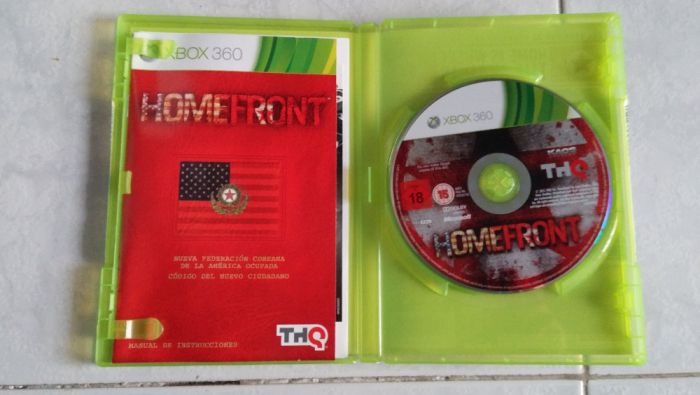 XBOX 360
HOMEFRONT
NUEVA FEDERACIÓN COREANA
DE LA AMÉRICA OCUPADA
CÓDIGO DEL NUEVO CIUDADANO
THQ
MANUAL DE INSTRUCCIONES
XBOX 360
KAOS
THQ
18
15
Microsoft
HOMEFRONT